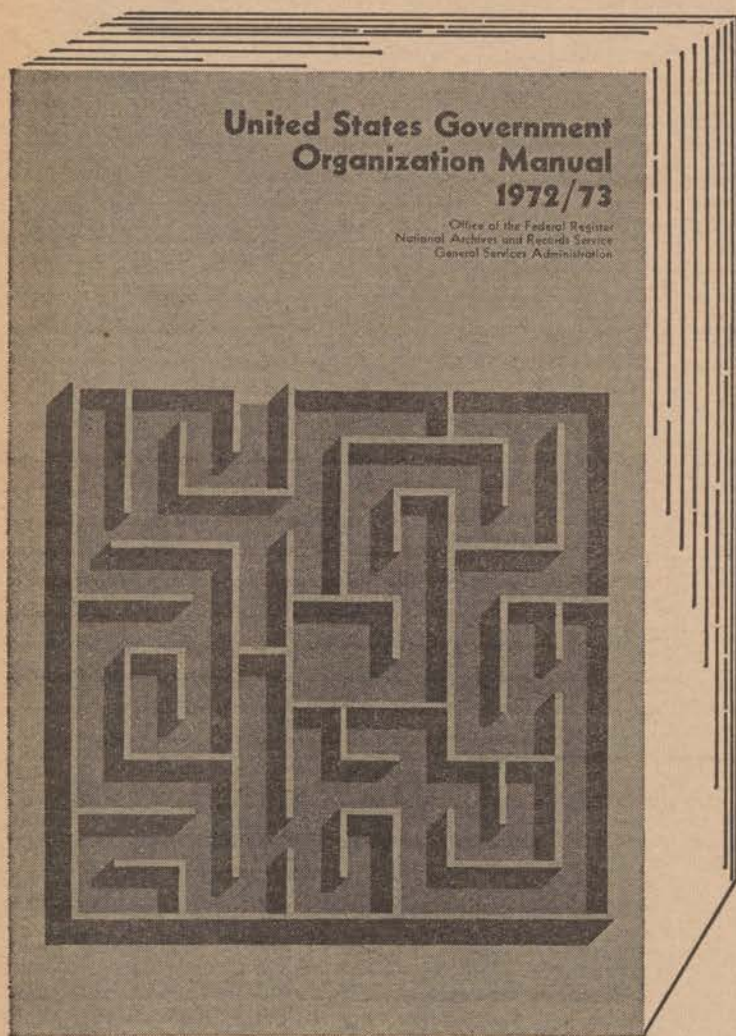 United States Government
Organization Manual
1972/73
Office of the Federal Register
National Archives and Records Service
General Services Administration